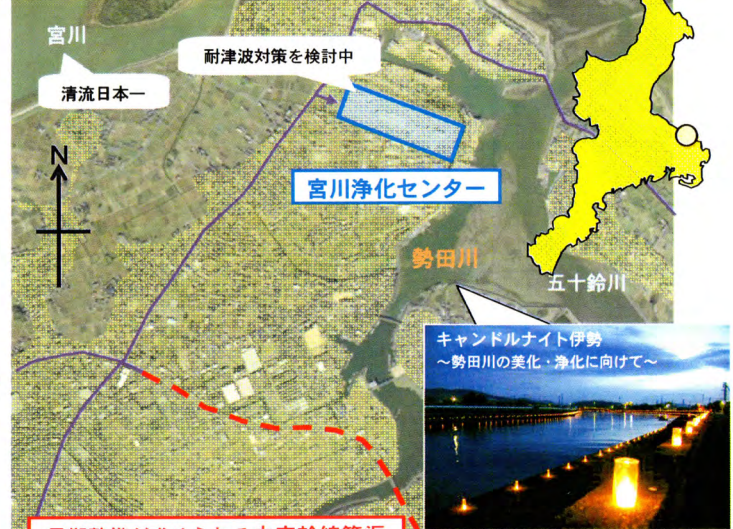 宮川
清流日本一
耐津波対策を検討中
N
宮川浄化センター
勢田川
五十鈴川
キャンドルナイト伊勢
～勢田川の美化・浄化に向けて～